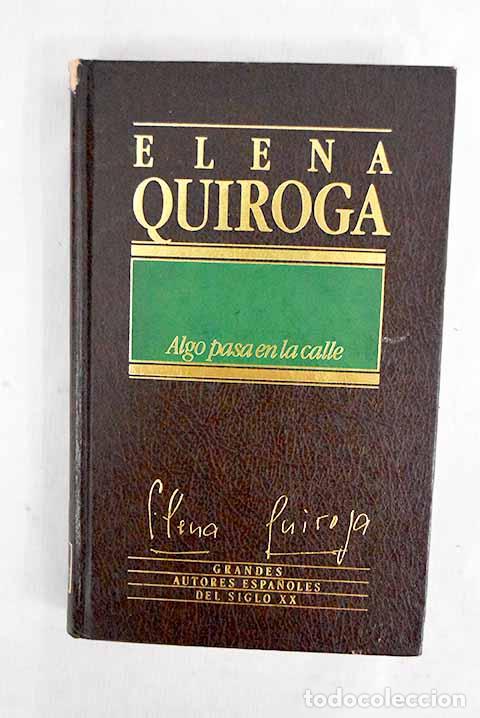 ELENA
QUIROGA
Algo pasa en la calle
Elena Quiroga
GRANDES
AUTORES ESPAÑOLES
DEL SIGLO XX
todocoleccion